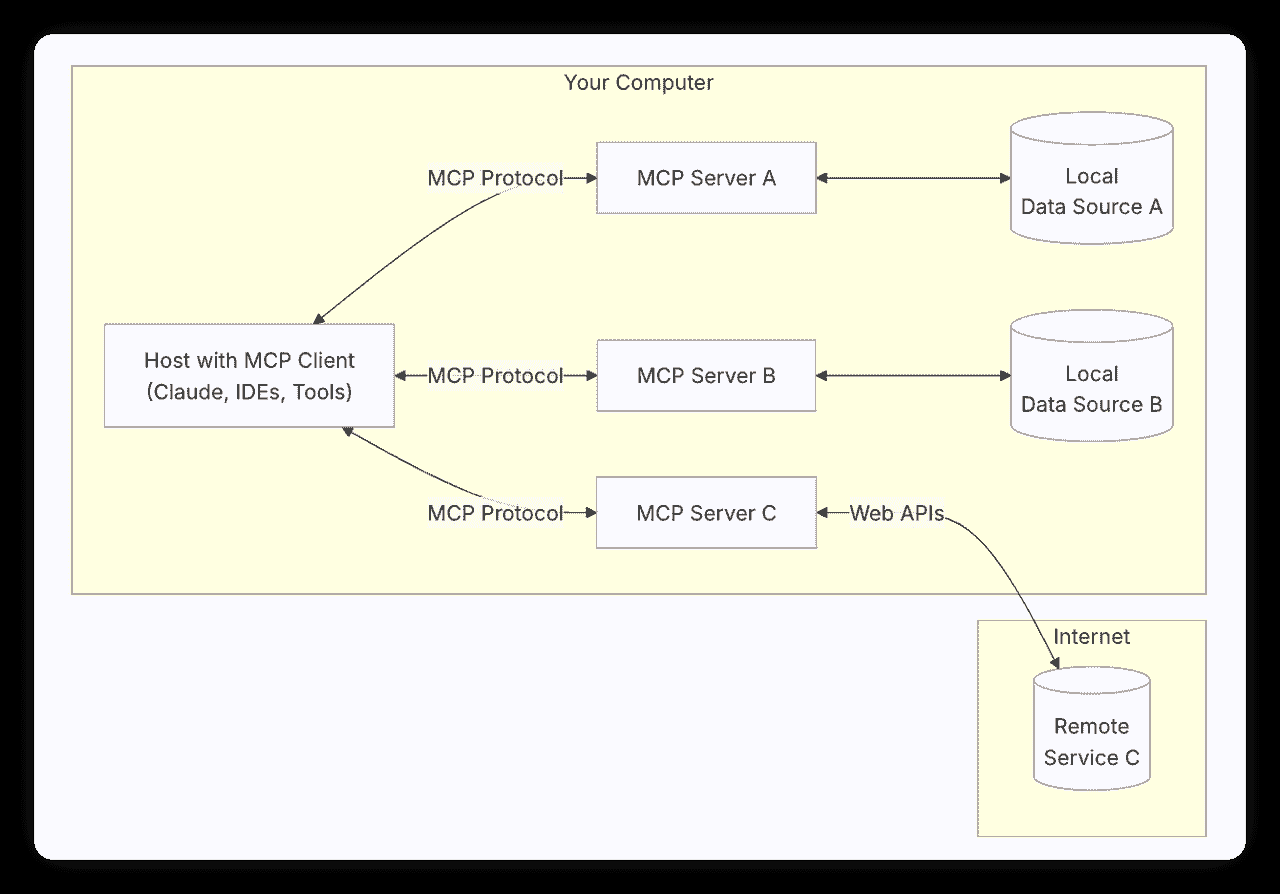 Your Computer
MCP Protocol
MCP Server A
Local
Data Source A
Host with MCP Client
(Claude, IDEs, Tools)
MCP Protocol
MCP Server B
Local
Data Source B
MCP Protocol
MCP Server C
Web APIs
Internet
Remote
Service C